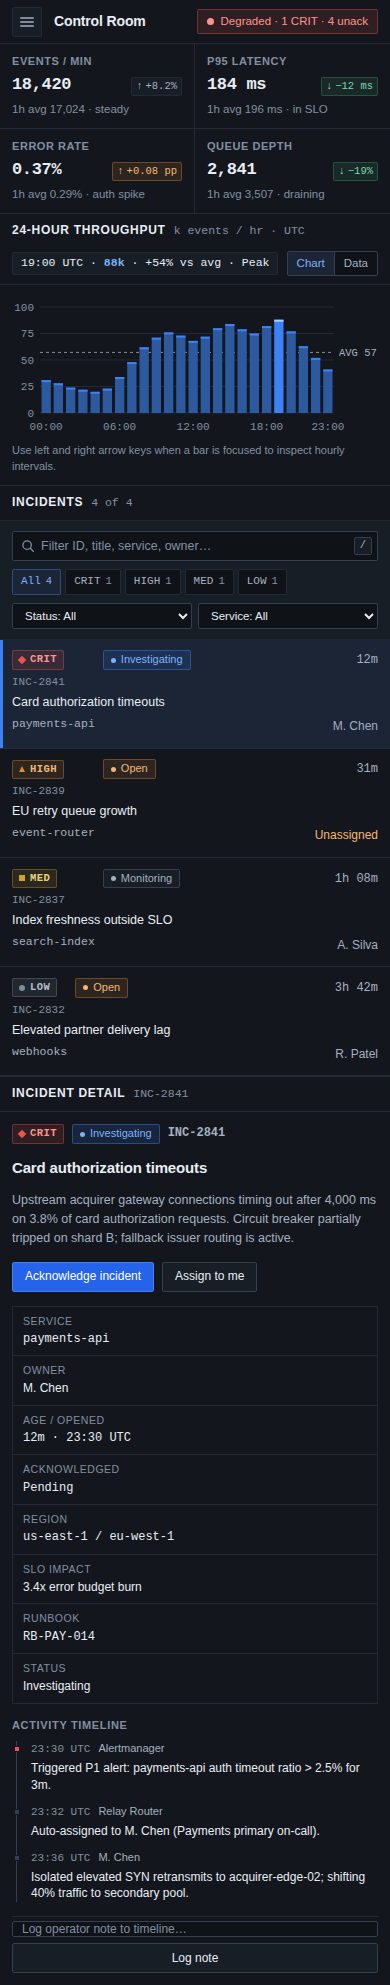 Control Room
Degraded · 1 CRIT · 4 unack
EVENTS / MIN
18,420
↑ +8.2%
1h avg 17,024 · steady
P95 LATENCY
184 ms
↓ −12 ms
1h avg 196 ms · in SLO
ERROR RATE
0.37%
↑ +0.08 pp
1h avg 0.29% · auth spike
QUEUE DEPTH
2,841
↓ −19%
1h avg 3,507 · draining
24-HOUR THROUGHPUT k events / hr · UTC
19:00 UTC · 88k · +54% vs avg · Peak
Chart
Data
100
75
50
25
0
AVG 57
00:00
06:00
12:00
18:00
23:00
Use left and right arrow keys when a bar is focused to inspect hourly
intervals.
INCIDENTS 4 of 4
Filter ID, title, service, owner…
/
All 4
CRIT 1
HIGH 1
MED 1
LOW 1
Status: All
Service: All
CRIT
Investigating
12m
INC-2841
Card authorization timeouts
payments-api
M. Chen
HIGH
Open
31m
INC-2839
EU retry queue growth
event-router
Unassigned
MED
Monitoring
1h 08m
INC-2837
Index freshness outside SLO
search-index
A. Silva
LOW
Open
3h 42m
INC-2832
Elevated partner delivery lag
webhooks
R. Patel
INCIDENT DETAIL INC-2841
CRIT
Investigating
INC-2841
Card authorization timeouts
Upstream acquirer gateway connections timing out after 4,000 ms
on 3.8% of card authorization requests. Circuit breaker partially
tripped on shard B; fallback issuer routing is active.
Acknowledge incident
Assign to me
SERVICE
payments-api
OWNER
M. Chen
AGE / OPENED
12m · 23:30 UTC
ACKNOWLEDGED
Pending
REGION
us-east-1 / eu-west-1
SLO IMPACT
3.4x error budget burn
RUNBOOK
RB-PAY-014
STATUS
Investigating
ACTIVITY TIMELINE
23:30 UTC Alertmanager
Triggered P1 alert: payments-api auth timeout ratio > 2.5% for
3m.
23:32 UTC Relay Router
Auto-assigned to M. Chen (Payments primary on-call).
23:36 UTC M. Chen
Isolated elevated SYN retransmits to acquirer-edge-02; shifting
40% traffic to secondary pool.
Log operator note to timeline…
Log note